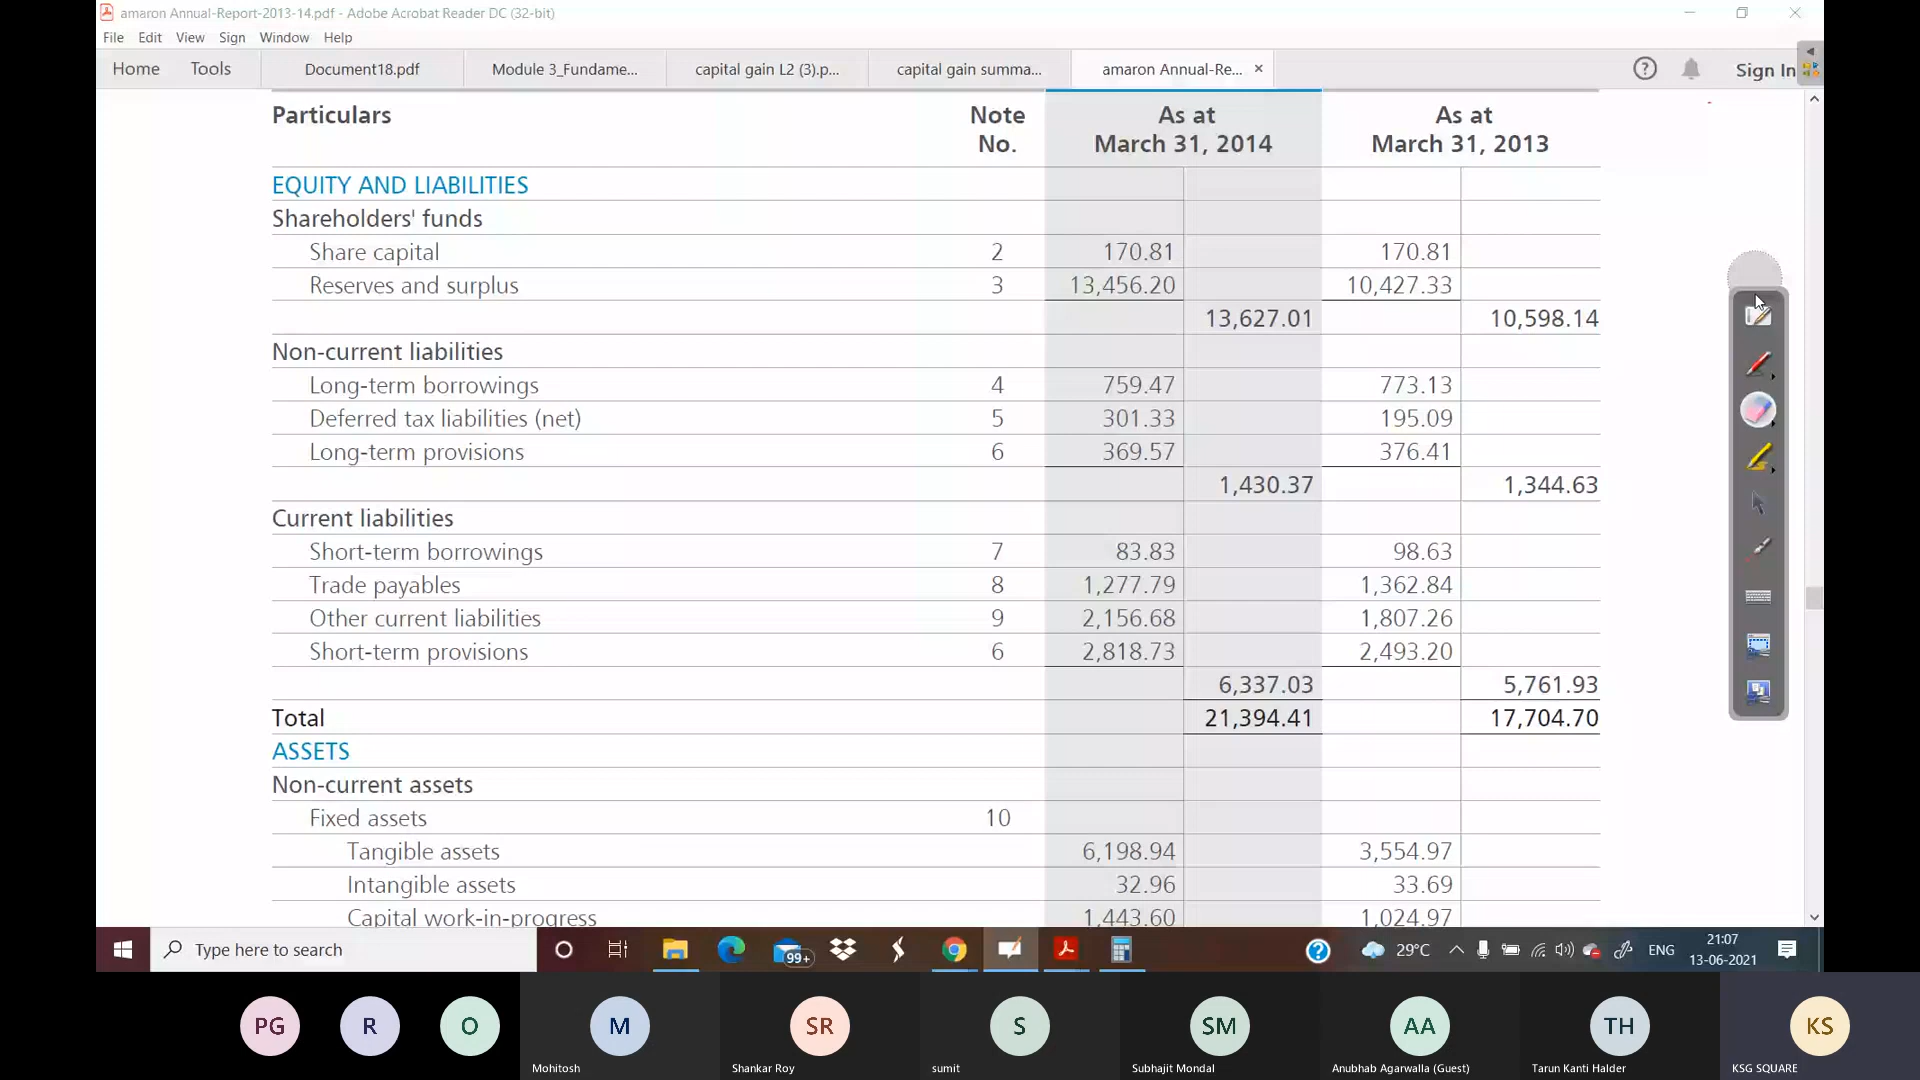 amaron Annual-Report-2013-14.pdf - Adobe Acrobat Reader DC (32-bit)
File Edit View Sign Window Help
Home Tools Document18.pdf Module 3_Fundame... capital gain L2 (3).p... capital gain summa... amaron Annual-Re... × Sign In
Particulars Note No. As at March 31, 2014 As at March 31, 2013
EQUITY AND LIABILITIES
Shareholders' funds
Share capital 2 170.81 170.81
Reserves and surplus 3 13,456.20 10,427.33
13,627.01 10,598.14
Non-current liabilities
Long-term borrowings 4 759.47 773.13
Deferred tax liabilities (net) 5 301.33 195.09
Long-term provisions 6 369.57 376.41
1,430.37 1,344.63
Current liabilities
Short-term borrowings 7 83.83 98.63
Trade payables 8 1,277.79 1,362.84
Other current liabilities 9 2,156.68 1,807.26
Short-term provisions 6 2,818.73 2,493.20
6,337.03 5,761.93
Total 21,394.41 17,704.70
ASSETS
Non-current assets
Fixed assets 10
Tangible assets 6,198.94 3,554.97
Intangible assets 32.96 33.69
Capital work-in-progress 1,443.60 1,024.97
Type here to search 99+ 29°C ENG 21:07
13-06-2021
PG R O M SR S SM AA TH KS
Mohitosh Shankar Roy sumit Subhajit Mondal Anubhab Agarwalla (Guest) Tarun Kanti Halder KSG SQUARE